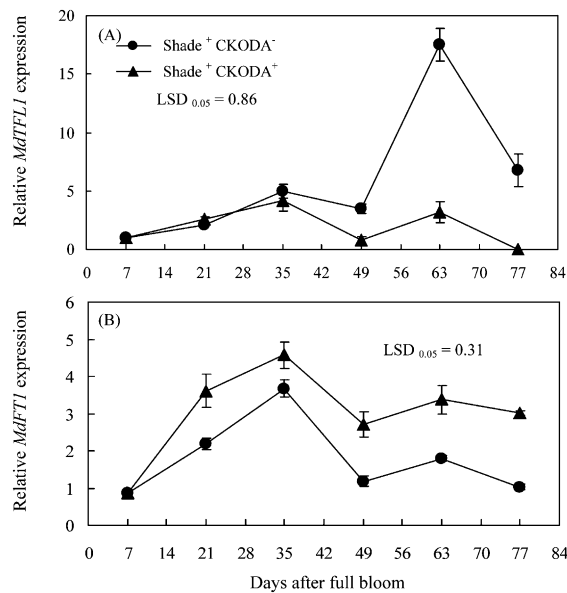 (A)
Shade + CKODA-
Shade + CKODA+
LSD 0.05 = 0.86
Relative MdTFL1 expression
20
15
10
5
0
0 7 21 28 35 42 49 56 63 70 77 84
(B)
LSD 0.05 = 0.31
Relative MdFT1 expression
6
5
4
3
2
1
0
0 7 21 28 35 42 49 56 63 70 77 84
Days after full bloom